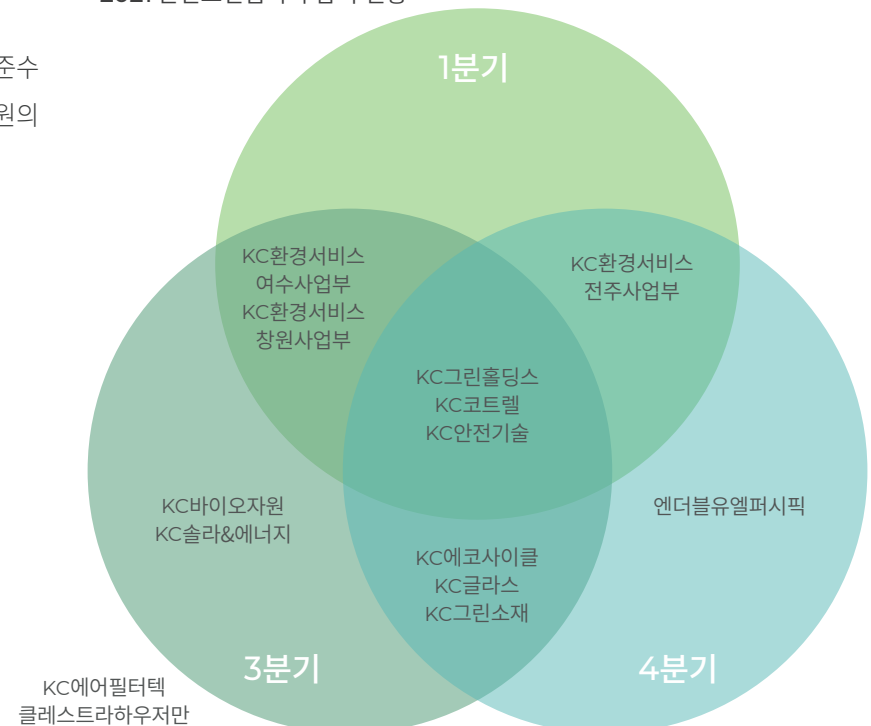 준수
원의
1분기
KC환경서비스
여수사업부
KC환경서비스
창원사업부
KC환경서비스
전주사업부
KC그린홀딩스
KC코트렐
KC안전기술
KC바이오자원
KC솔라&에너지
엔더블유엘퍼시픽
KC에코사이클
KC글라스
KC그린소재
3분기
4분기
KC에어필터텍
클레스트라하우저만